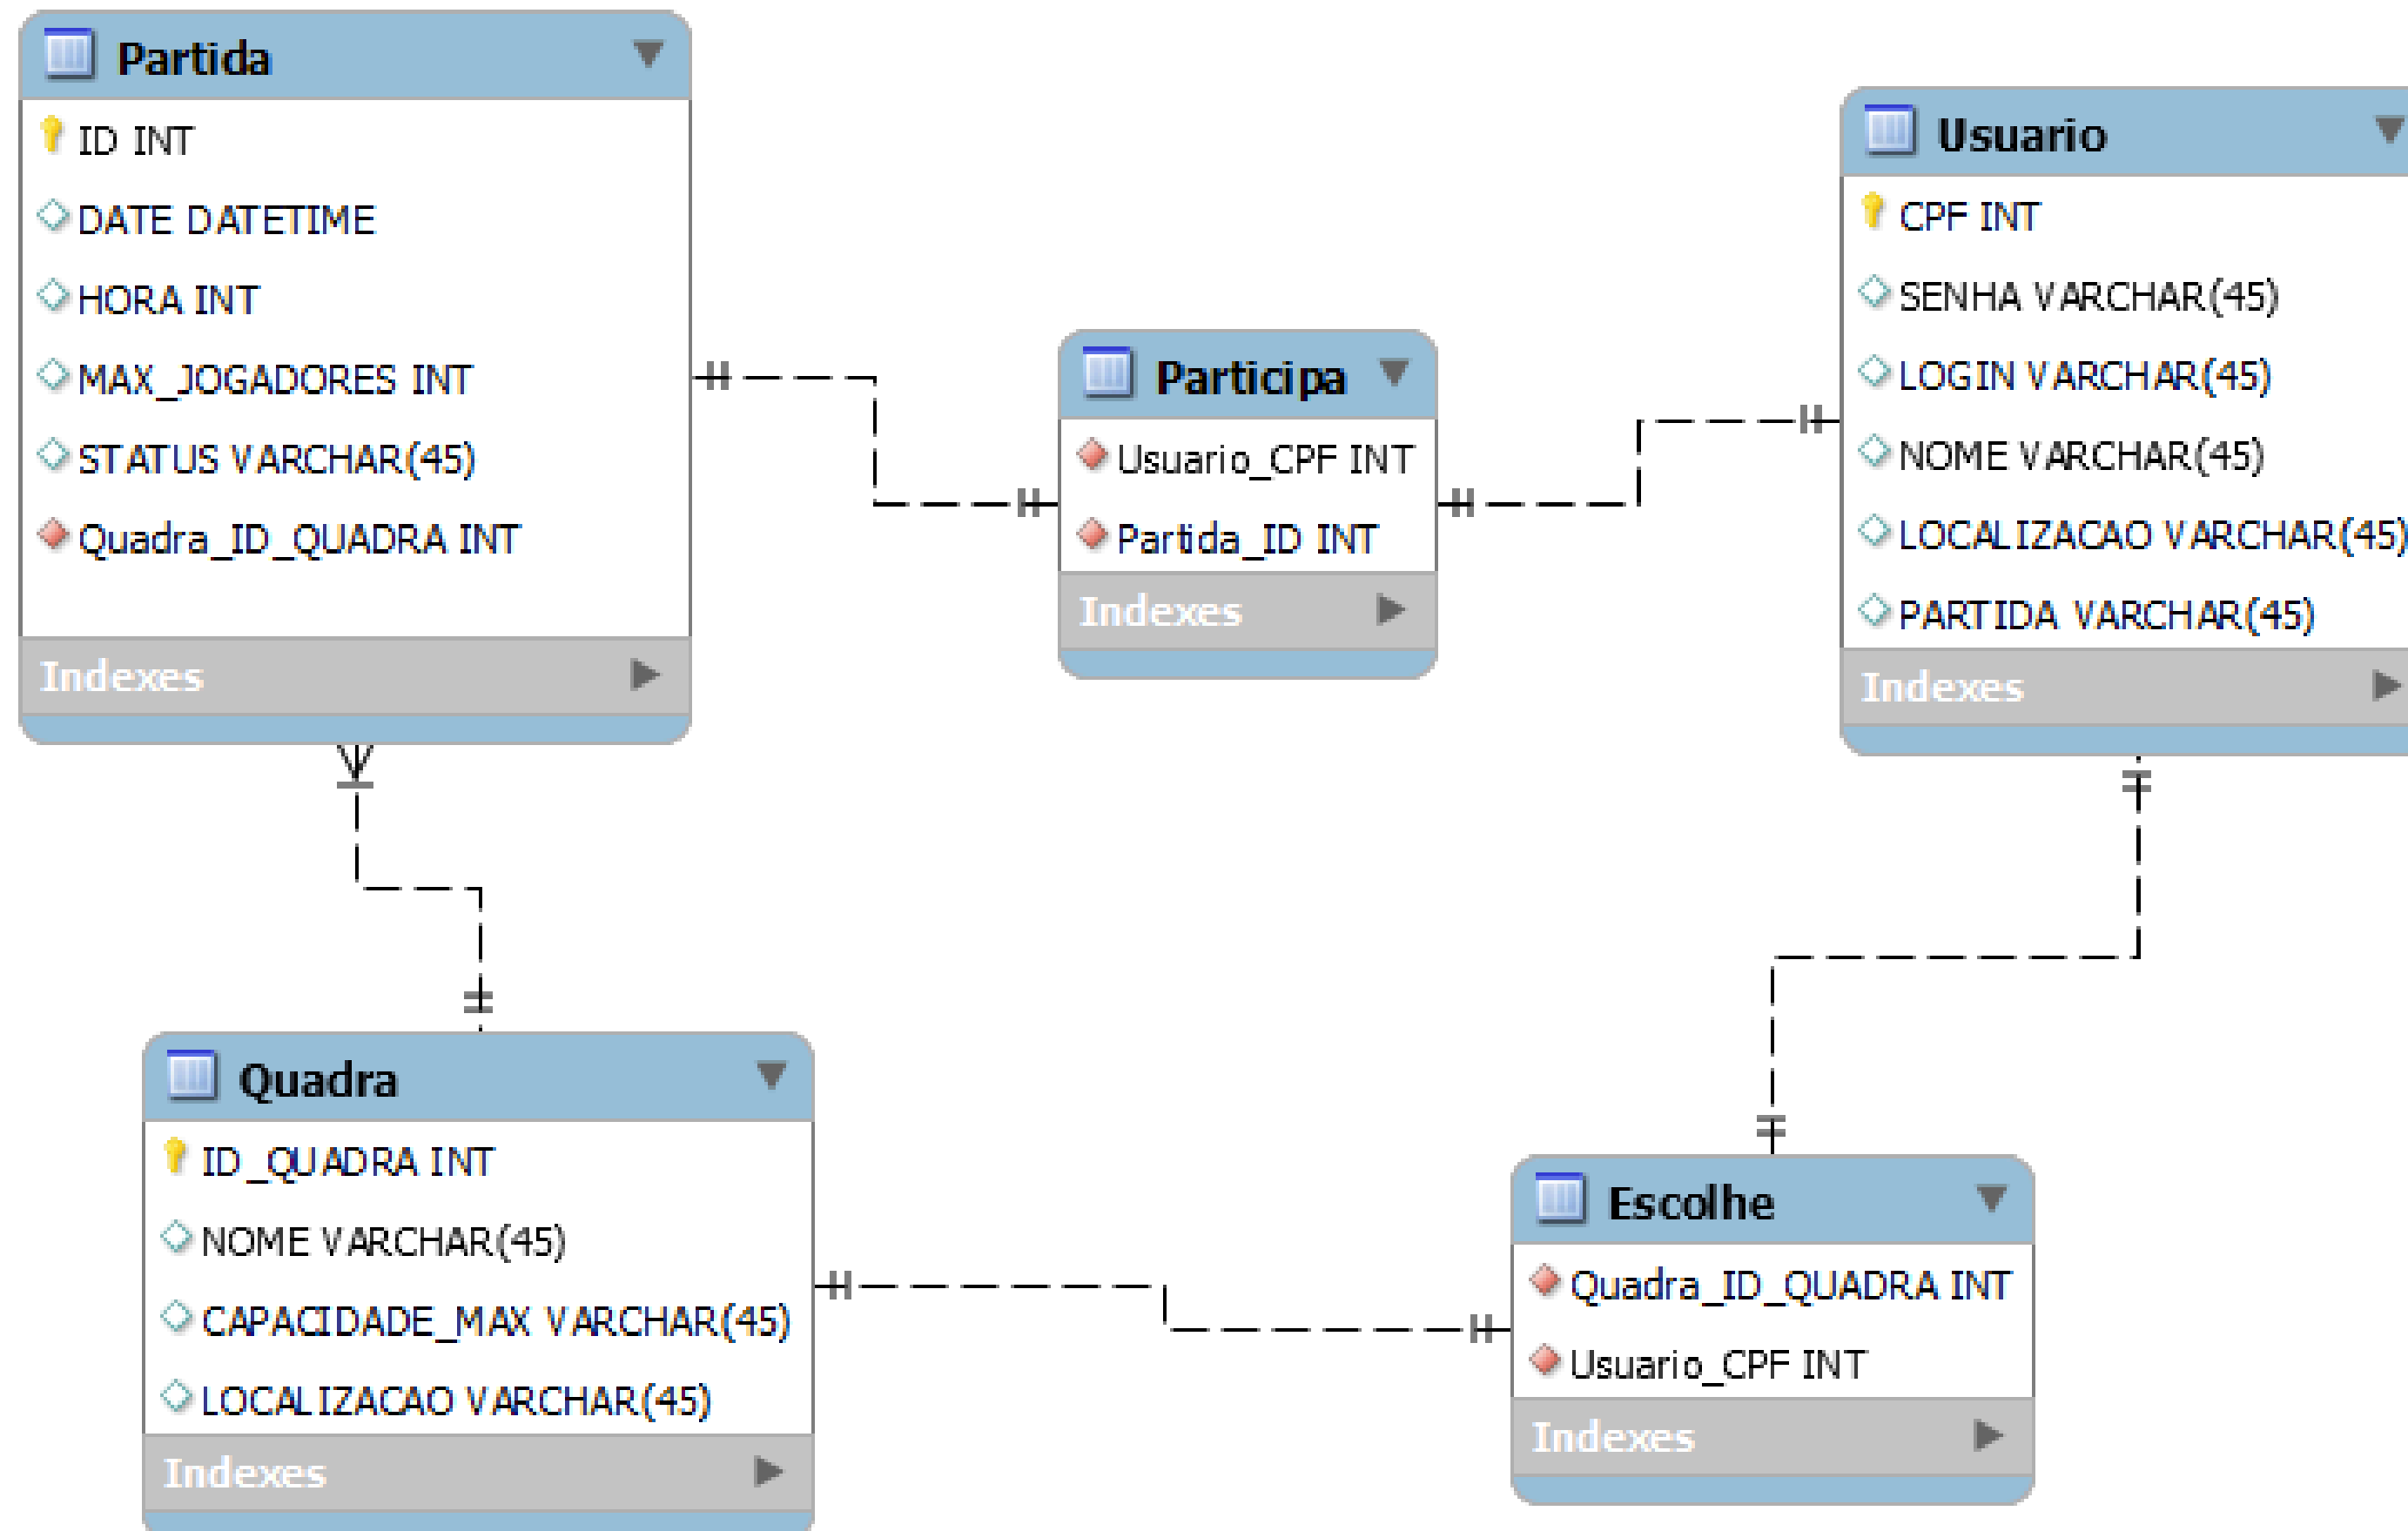 Partida
ID INT
DATE DATETIME
HORA INT
MAX_JOGADORES INT
STATUS VARCHAR(45)
Quadra_ID_QUADRA INT
Indexes
Participa
Usuario_CPF INT
Partida_ID INT
Indexes
Usuario
CPF INT
SENHA VARCHAR(45)
LOGIN VARCHAR(45)
NOME VARCHAR(45)
LOCALIZACAO VARCHAR(45)
PARTIDA VARCHAR(45)
Indexes
Quadra
ID_QUADRA INT
NOME VARCHAR(45)
CAPACIDADE_MAX VARCHAR(45)
LOCALIZACAO VARCHAR(45)
Indexes
Escolhe
Quadra_ID_QUADRA INT
Usuario_CPF INT
Indexes